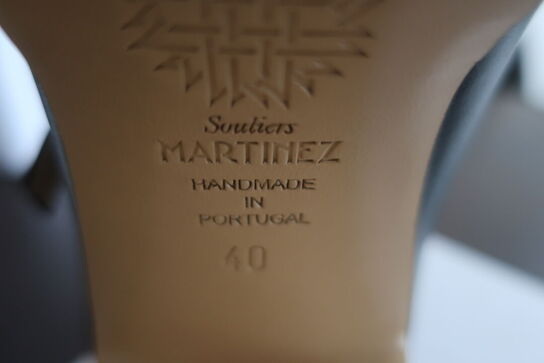 Souliers
MARTINEZ
HANDMADE
IN
PORTUGAL
40